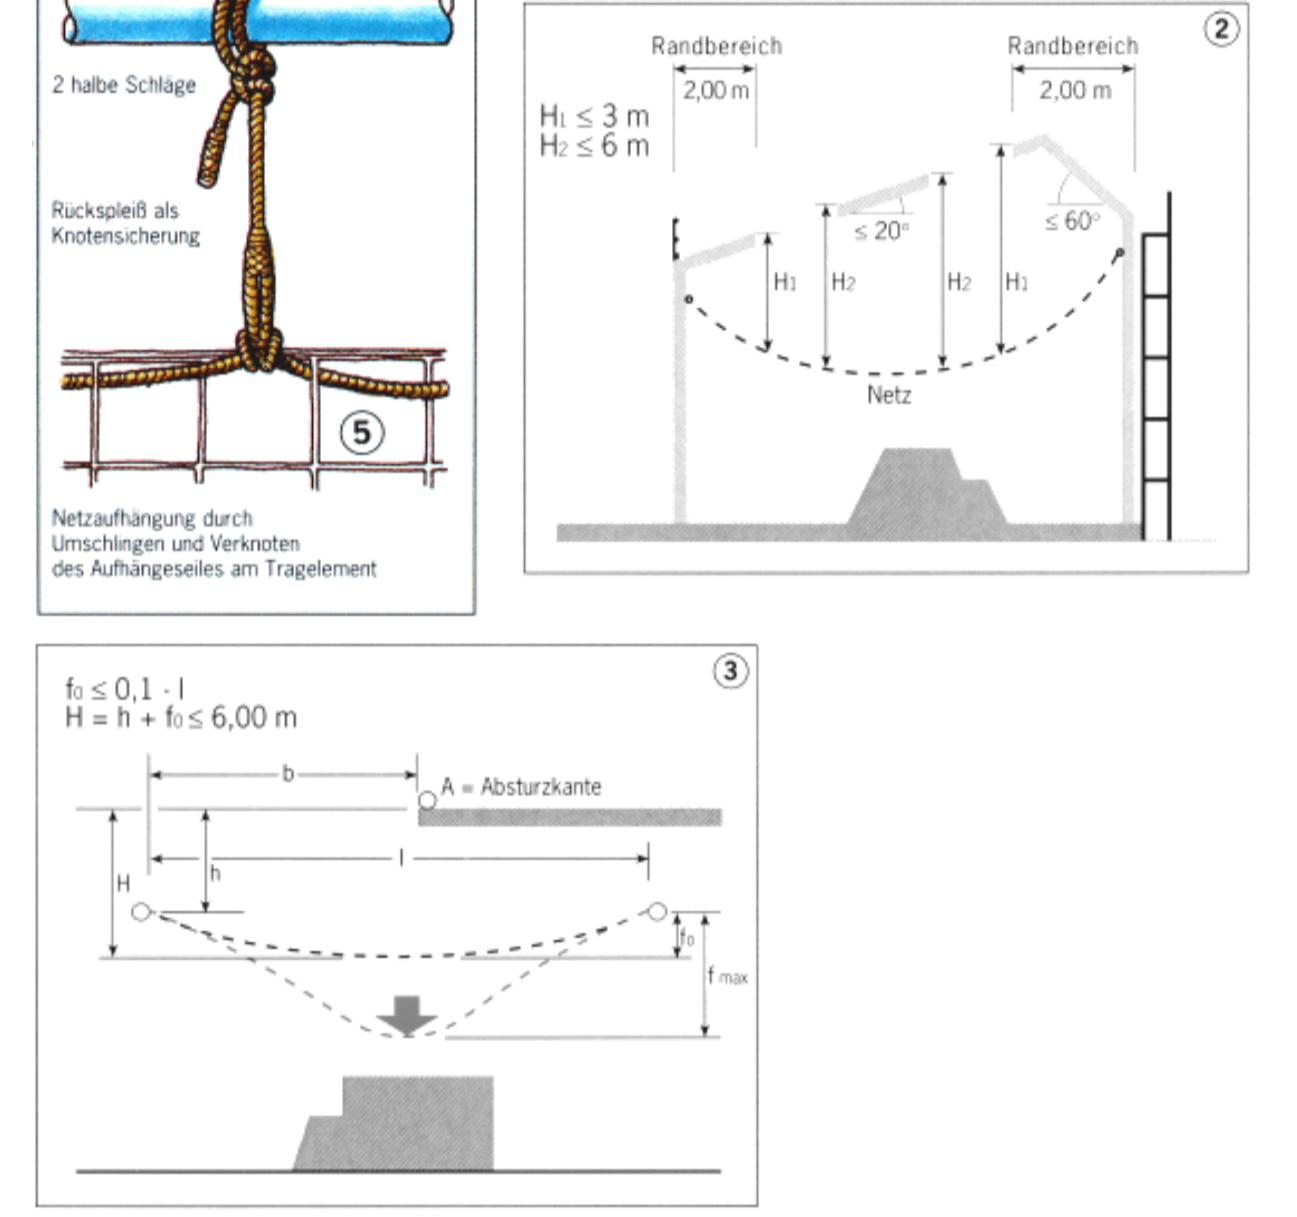 2 halbe Schläge
Rückspleiß als
Knotensicherung
5
Netzaufhängung durch
Umschlingen und Verknoten
des Aufhängeseiles am Tragelement
2
Randbereich
Randbereich
2,00 m
2,00 m
H1 ≤ 3 m
H2 ≤ 6 m
≤ 20°
≤ 60°
H1
H2
H2
H1
Netz
3
f0 ≤ 0,1 · l
H = h + f0 ≤ 6,00 m
b
A = Absturzkante
l
h
H
f0
f max